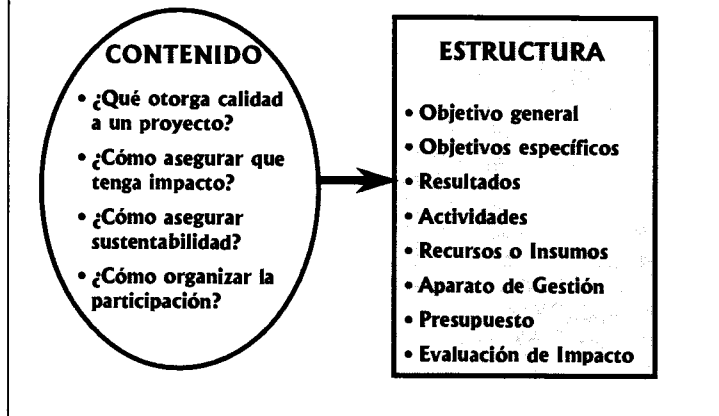 CONTENIDO
• ¿Qué otorga calidad
a un proyecto?
• ¿Cómo asegurar que
tenga impacto?
• ¿Cómo asegurar
sustentabilidad?
• ¿Cómo organizar la
participación?
ESTRUCTURA
• Objetivo general
• Objetivos específicos
• Resultados
• Actividades
• Recursos o Insumos
• Aparato de Gestión
• Presupuesto
• Evaluación de Impacto